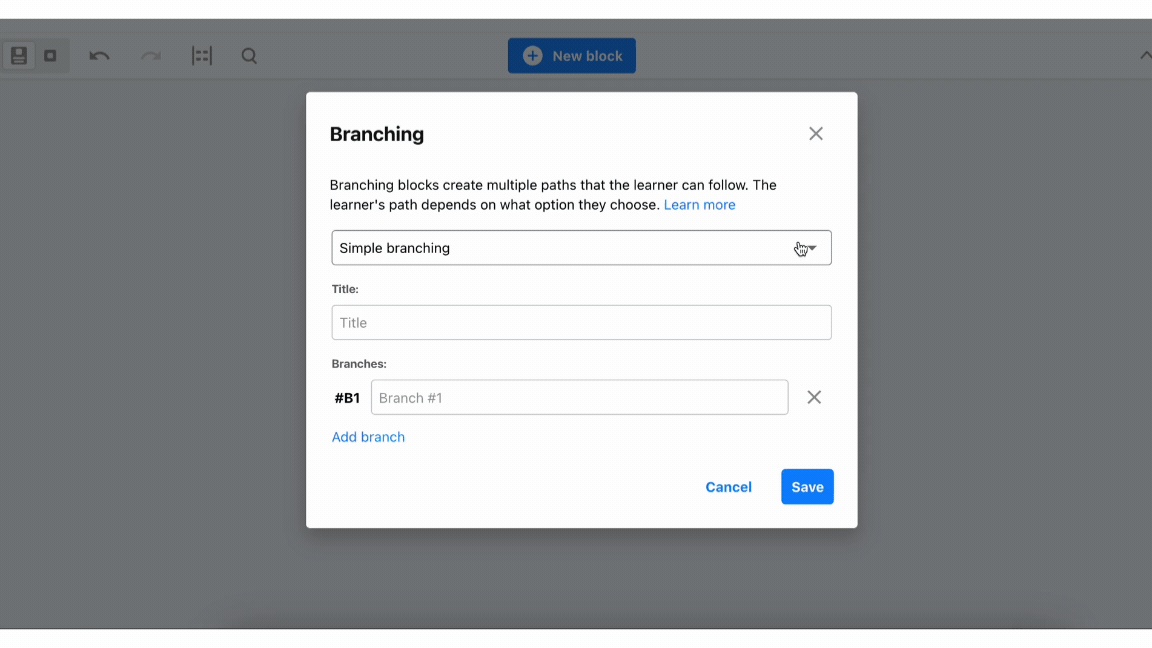 New block
Branching
Branching blocks create multiple paths that the learner can follow. The
learner's path depends on what option they choose. Learn more
Simple branching
Title:
Title
Branches:
#B1 Branch #1
Add branch
Cancel Save